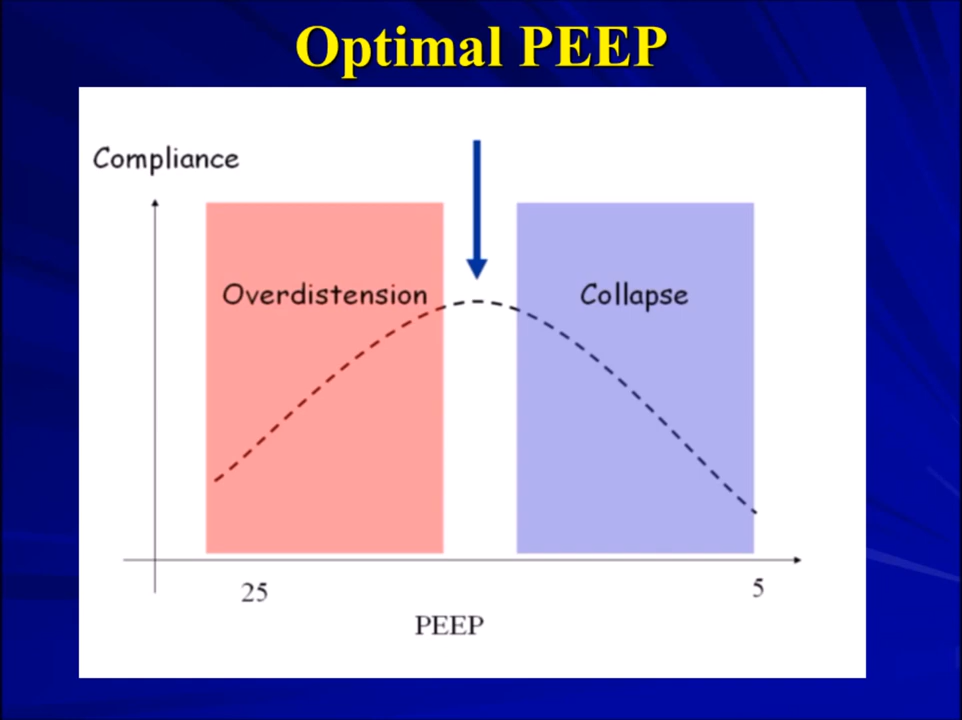 Optimal PEEP
Compliance
Overdistension
Collapse
25
5
PEEP